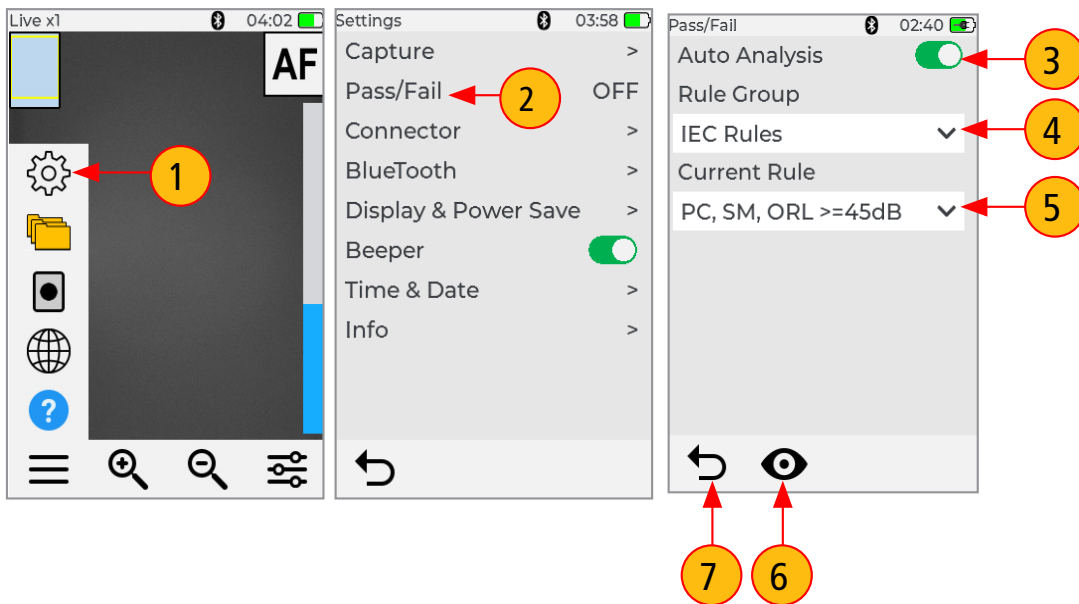 Live x1 04:02
AF
1
?
Settings 03:58
Capture >
Pass/Fail OFF
2
Connector >
BlueTooth >
Display & Power Save >
Beeper
Time & Date >
Info >
Pass/Fail 02:40
Auto Analysis
3
Rule Group
IEC Rules
4
Current Rule
PC, SM, ORL >=45dB
5
7
6